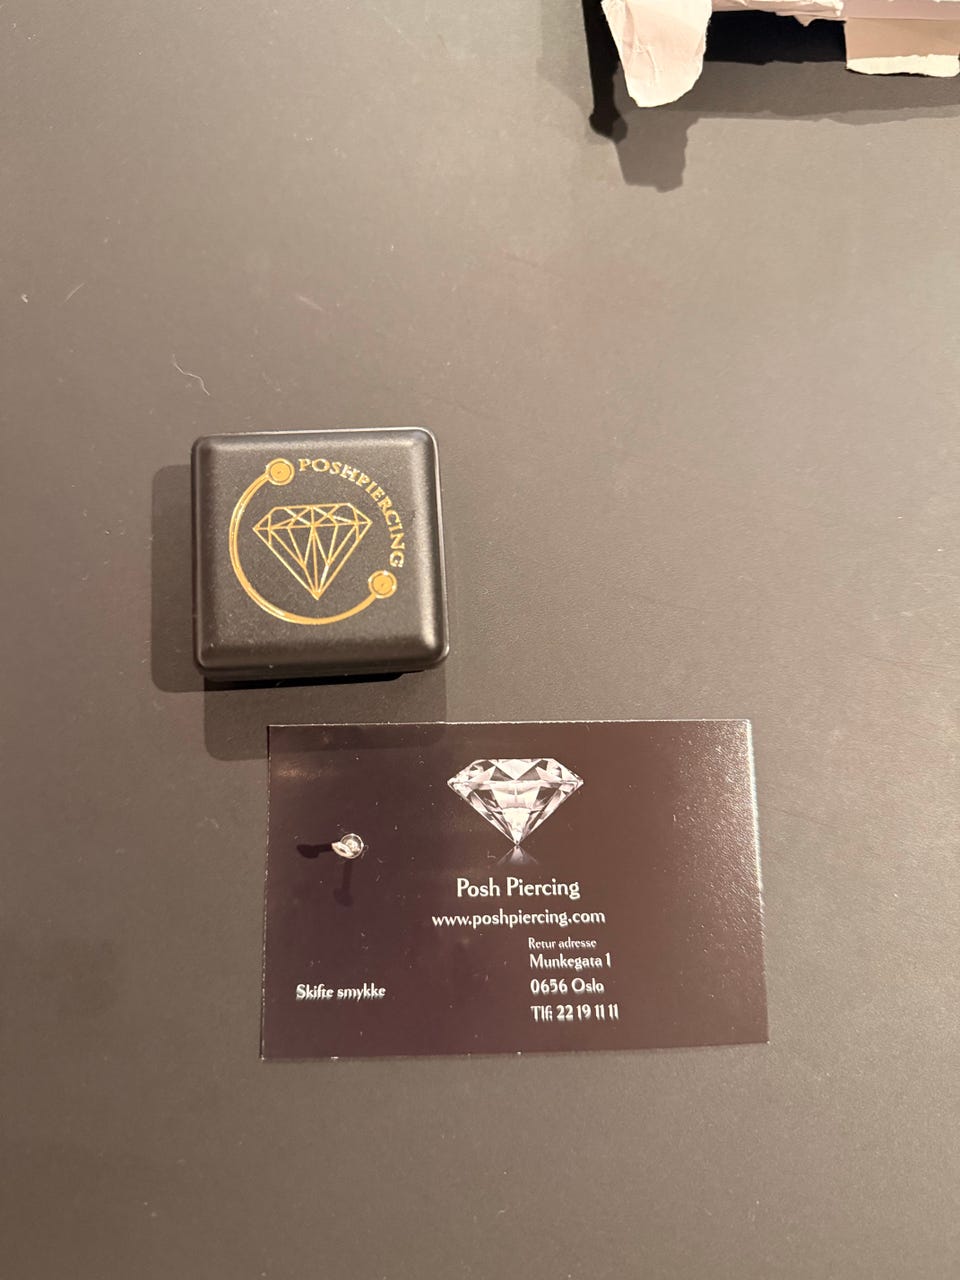 POSHPIERCING
Posh Piercing
www.poshpiercing.com
Retur adresse
Munkegata 1
0656 Oslo
Tlf: 22 19 11 11
Skifte smykke